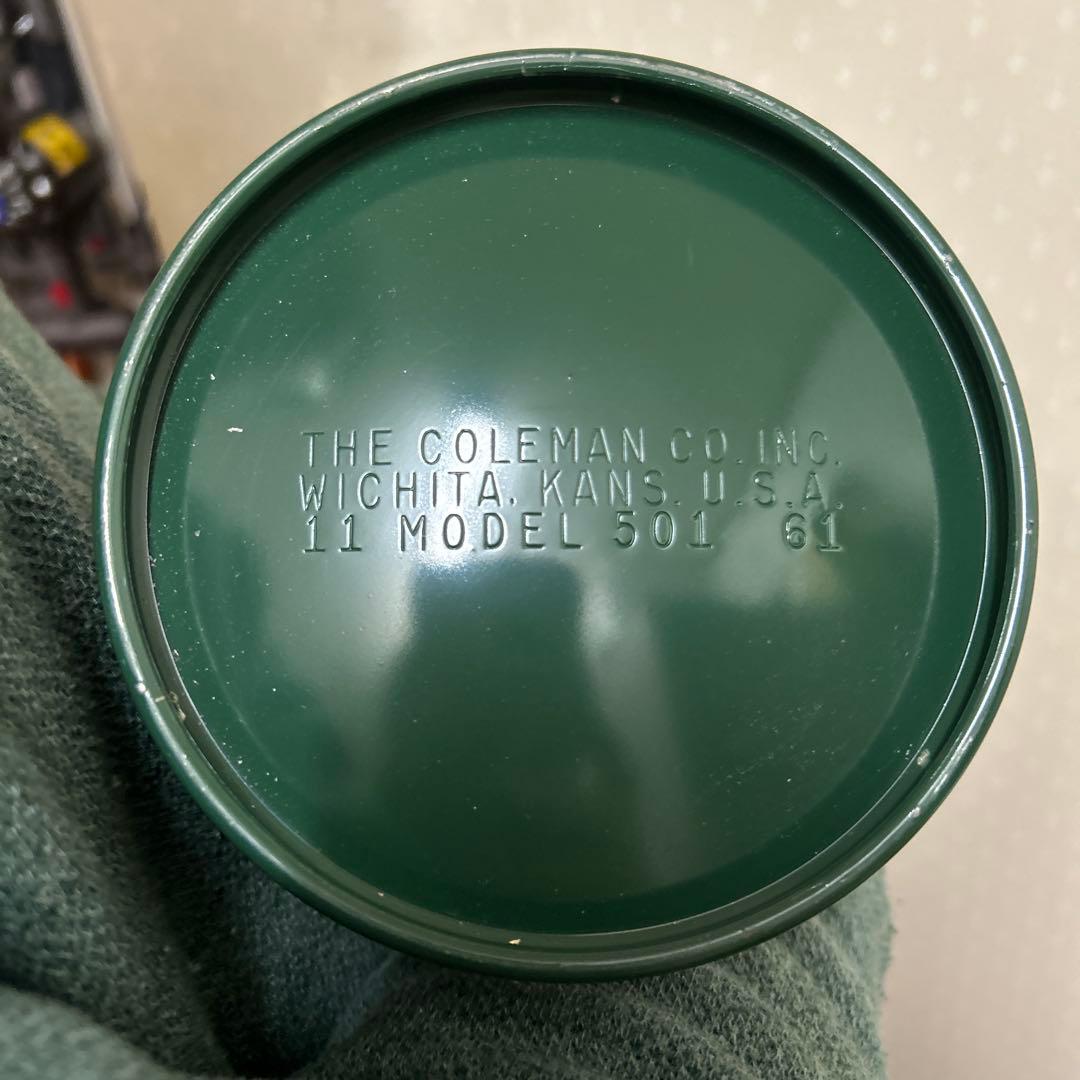 THE COLEMAN CO. INC.
WICHITA, KANS. U.S.A.
11 MODEL 501 61